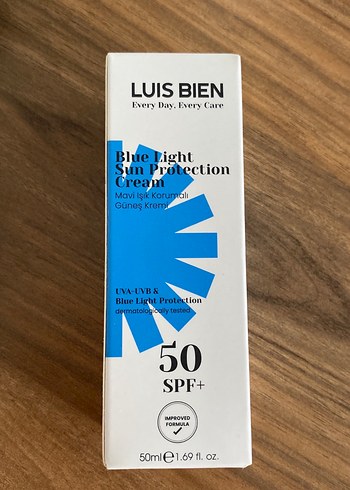 LUIS BIEN
Every Day, Every Care
Blue Light
Sun Protection
Cream
Mavi Işık Korumalı
Güneş Kremi
UVA-UVB &
Blue Light Protection
dermatologically tested
50
SPF+
IMPROVED
FORMULA
50ml℮1.69 fl. oz.